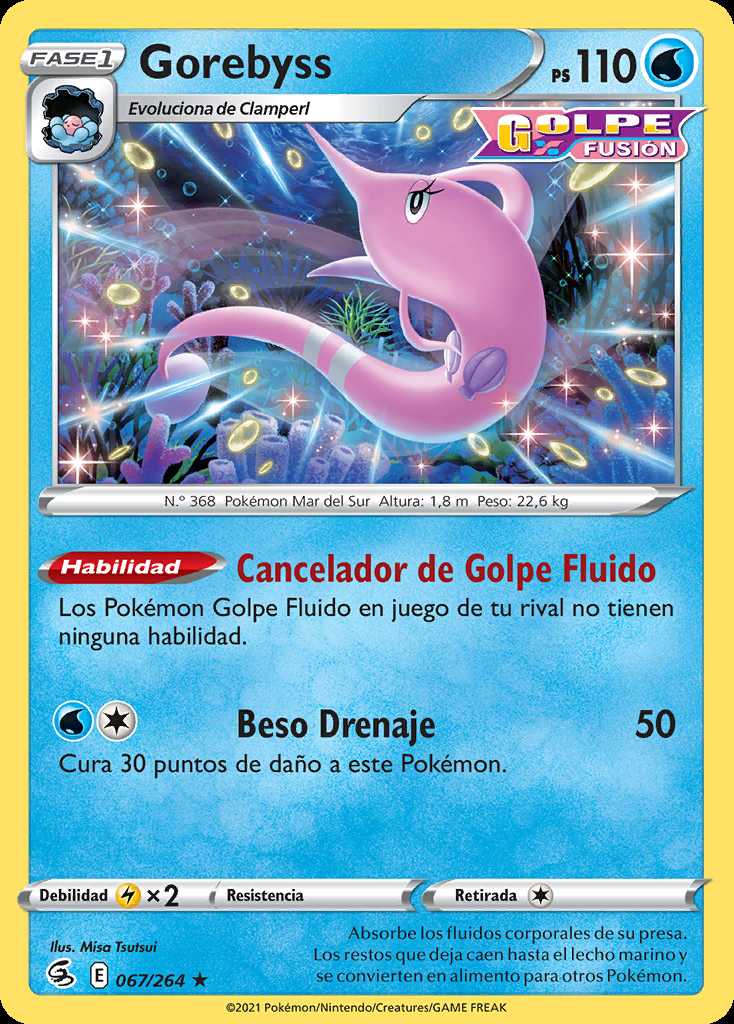 FASE 1
Gorebyss
PS 110
Evoluciona de Clamperl
GOLPE
FUSIÓN
N.º 368 Pokémon Mar del Sur Altura: 1,8 m Peso: 22,6 kg
Habilidad Cancelador de Golpe Fluido
Los Pokémon Golpe Fluido en juego de tu rival no tienen
ninguna habilidad.
Beso Drenaje 50
Cura 30 puntos de daño a este Pokémon.
Debilidad ×2 Resistencia Retirada
Ilus. Misa Tsutsui
Absorbe los fluidos corporales de su presa.
Los restos que deja caen hasta el lecho marino y
se convierten en alimento para otros Pokémon.
E 067/264 ★
©2021 Pokémon/Nintendo/Creatures/GAME FREAK